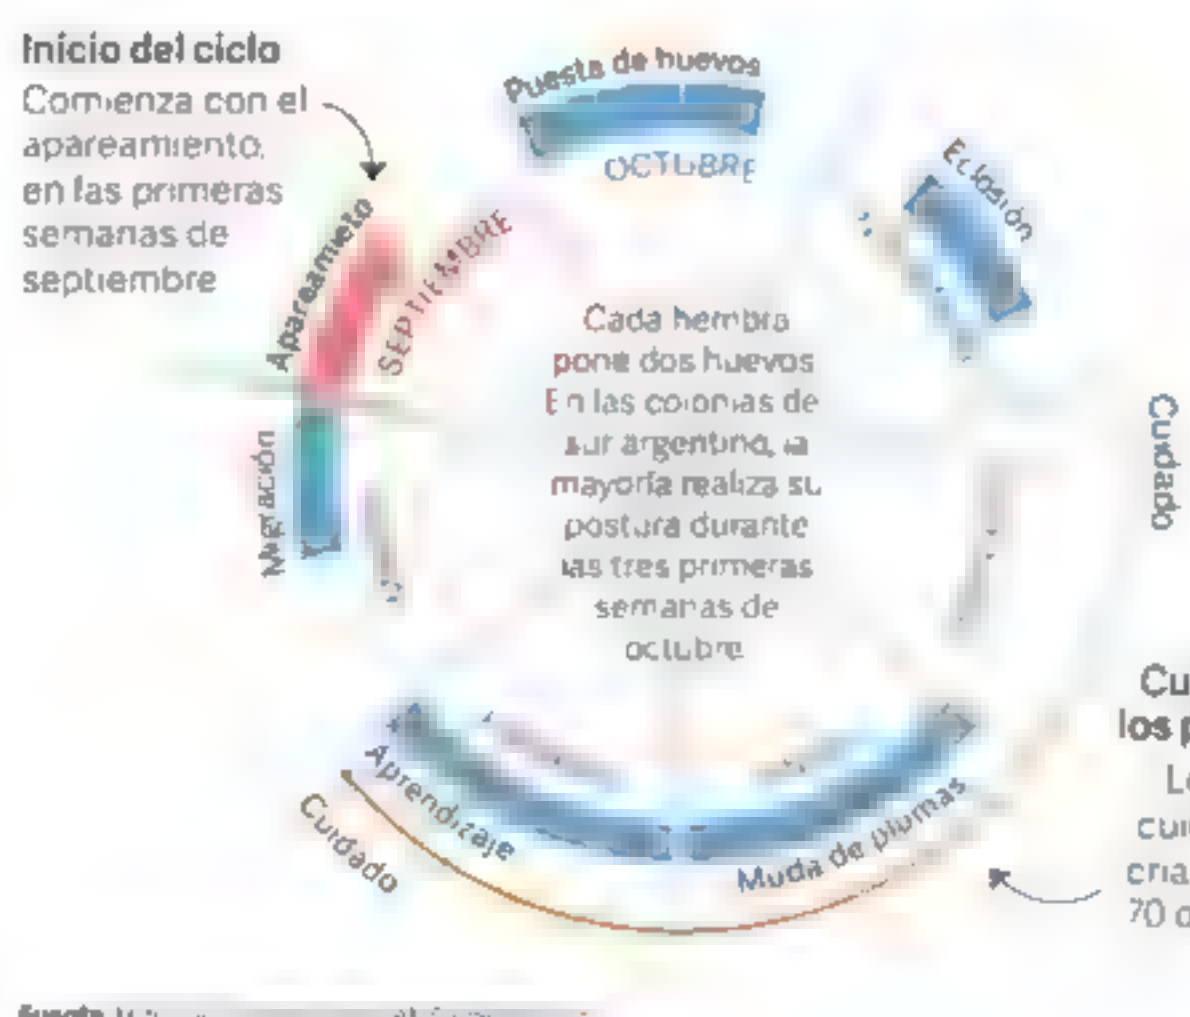 Inicio del ciclo
Comienza con el
apareamiento,
en las primeras
semanas de
septiembre
Puesta de huevos
OCTUBRE
Eclosión
Apareamieto
SEPTIEMBRE
Migración
Cada hembra
pone dos huevos
En las colonias de
sur argentino, la
mayoría realiza su
postura durante
las tres primeras
semanas de
octubre
Cuidado
Aprendizaje
Cuidado
Muda de plumas
los
70